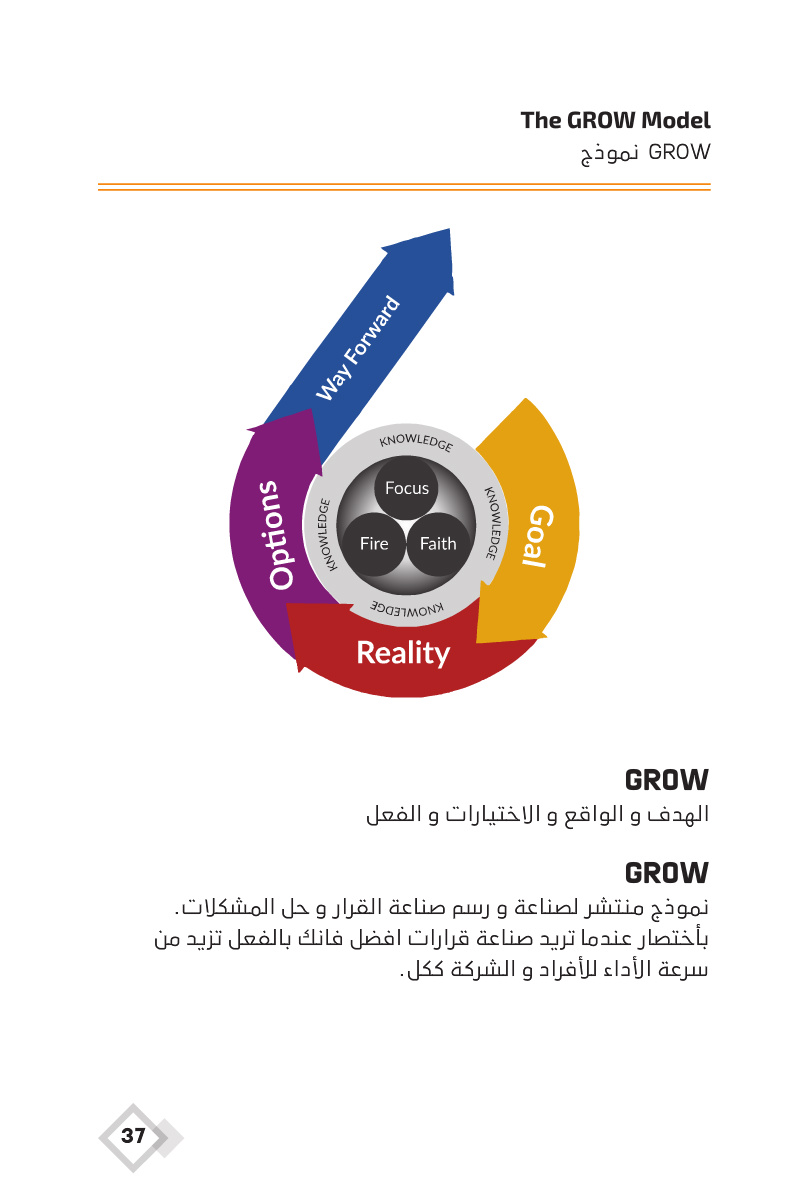 The GROW Model
نموذج GROW
Way Forward
Goal
Options
Reality
KNOWLEDGE
KNOWLEDGE
KNOWLEDGE
KNOWLEDGE
Focus
Fire
Faith
GROW
الهدف و الواقع و الاختيارات و الفعل
GROW
نموذج منتشر لصناعة و رسم صناعة القرار و حل المشكلات.
بأختصار عندما تريد صناعة قرارات افضل فانك بالفعل تزيد من
سرعة الأداء للأفراد و الشركة ككل.
37